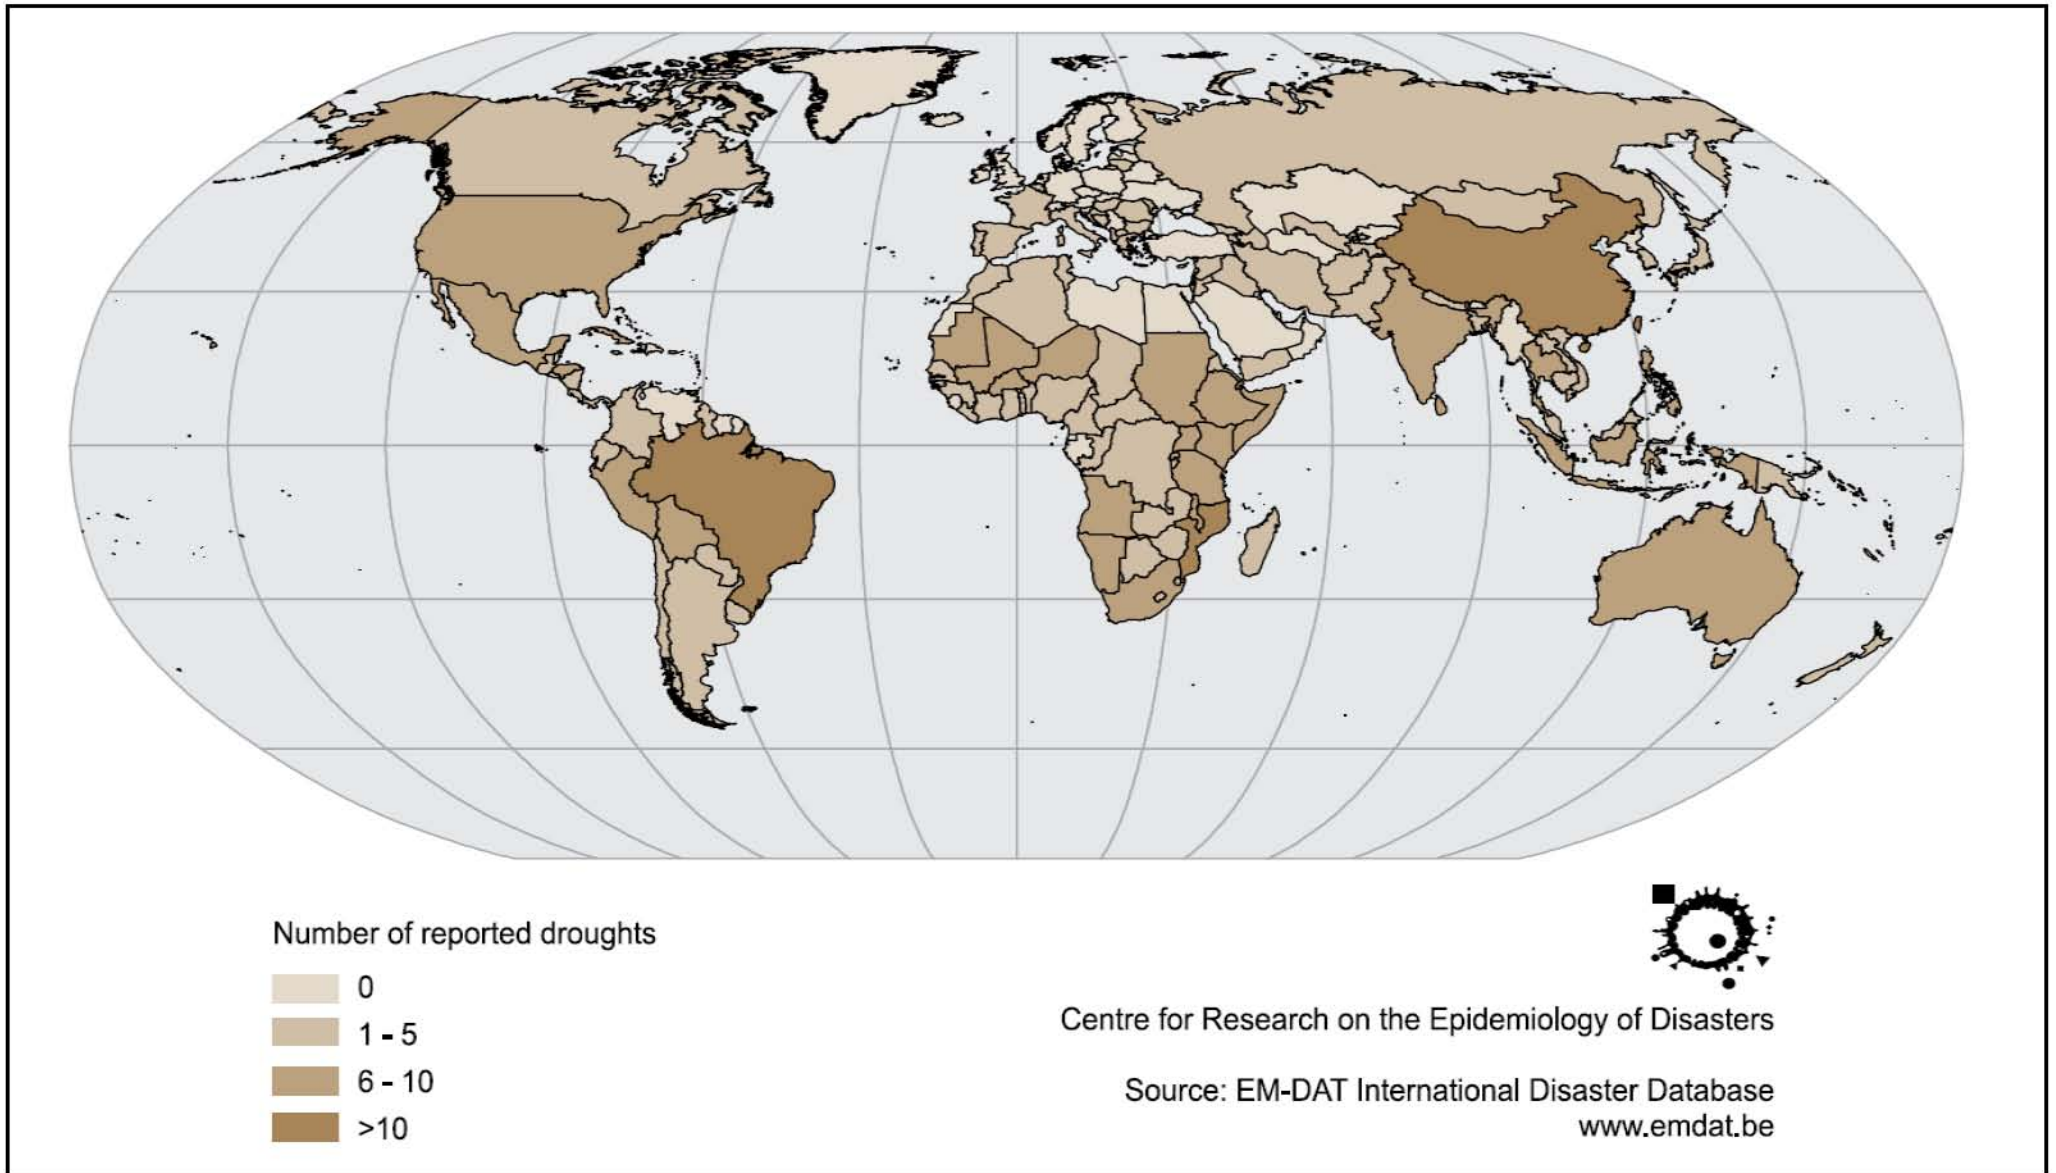 Number of reported droughts
0
1 - 5
6 - 10
>10
Centre for Research on the Epidemiology of Disasters
Source: EM-DAT International Disaster Database
www.emdat.be